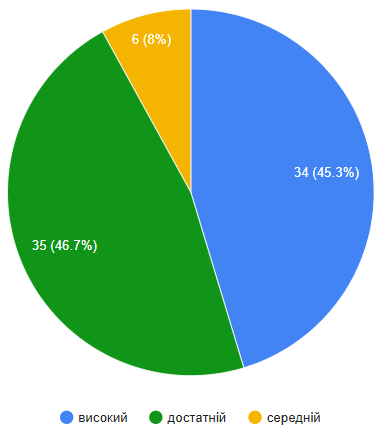 6 (8%)
34 (45.3%)
35 (46.7%)
високий
достатній
середній